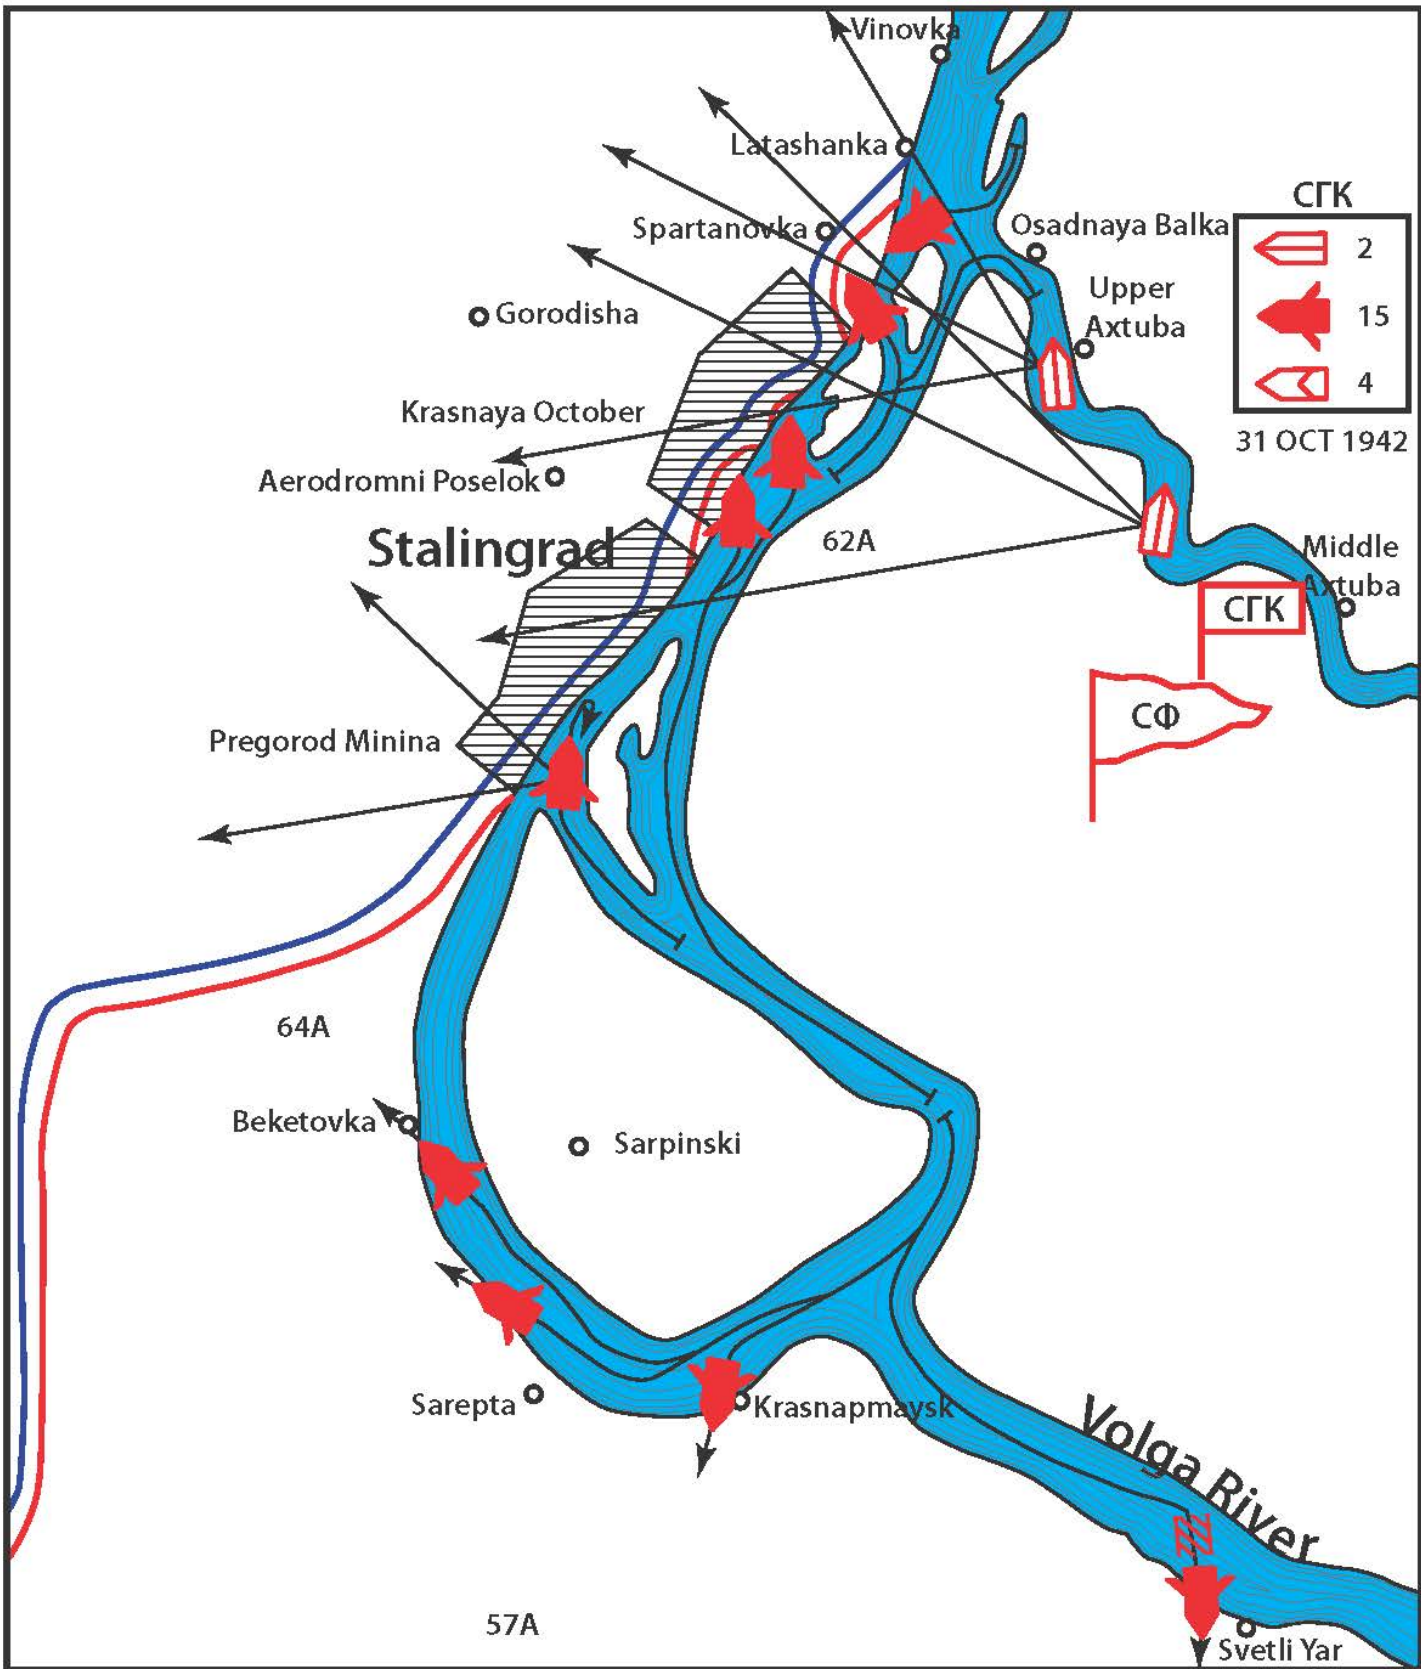 Vinovka
Latashanka
СГК
Spartanovka
Osadnaya Balka
2
Upper
Axtuba
Gorodisha
15
4
Krasnaya October
31 OCT 1942
Aerodromni Poselok
Stalingrad
62A
Middle
Axtuba
СГК
СФ
Pregorod Minina
64A
Beketovka
Sarpinski
Sarepta
Krasnapmaysk
Volga River
57A
Svetli Yar